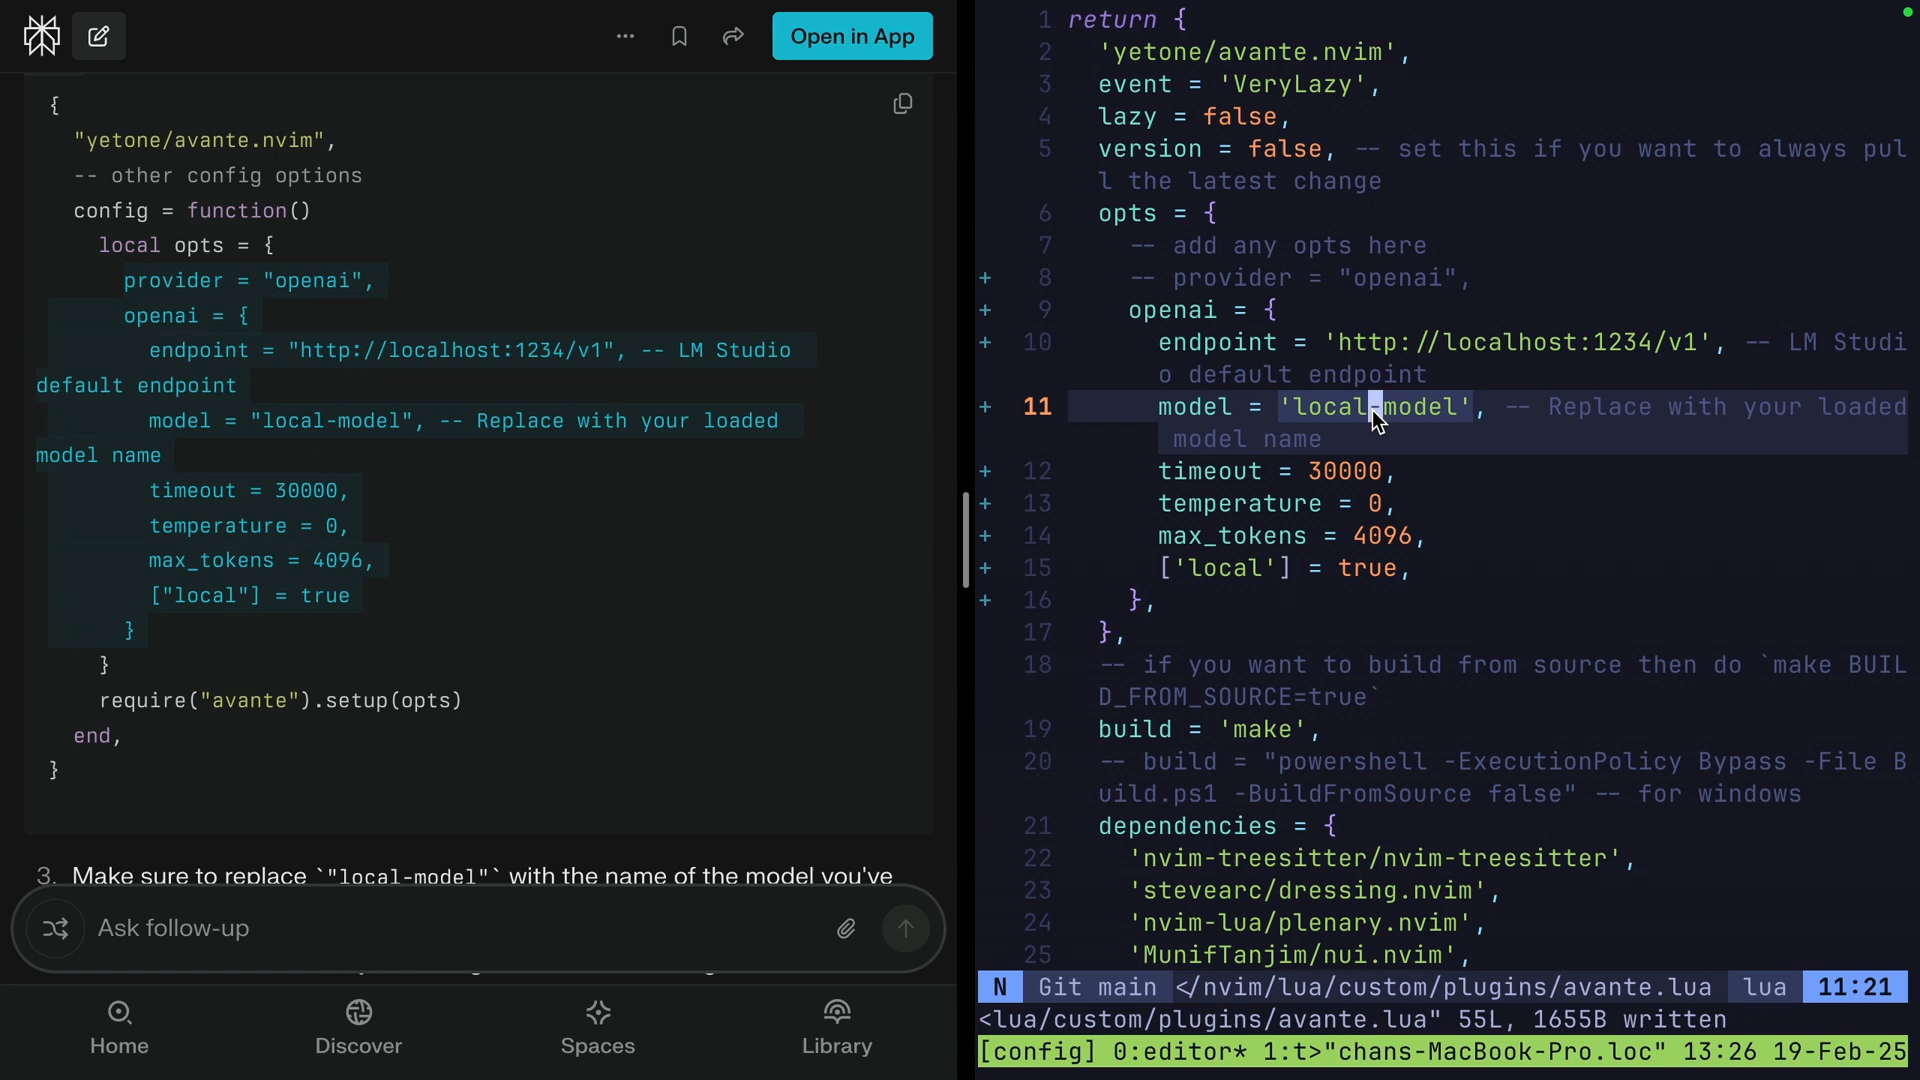 Open in App
{
"yetone/avante.nvim",
-- other config options
config = function()
local opts = {
provider = "openai",
openai = {
endpoint = "http://localhost:1234/v1", -- LM Studio
default endpoint
model = "local-model", -- Replace with your loaded
model name
timeout = 30000,
temperature = 0,
max_tokens = 4096,
["local"] = true
}
}
require("avante").setup(opts)
end,
}
3. Make sure to replace `"local-model"` with the name of the model you've
Ask follow-up
Home
Discover
Spaces
Library
1 return {
2 'yetone/avante.nvim',
3 event = 'VeryLazy',
4 lazy = false,
5 version = false, -- set this if you want to always pul
l the latest change
6 opts = {
7 -- add any opts here
+ 8 -- provider = "openai",
+ 9 openai = {
+ 10 endpoint = 'http://localhost:1234/v1', -- LM Studi
o default endpoint
+ 11 model = 'local-model', -- Replace with your loaded
model name
+ 12 timeout = 30000,
+ 13 temperature = 0,
+ 14 max_tokens = 4096,
+ 15 ['local'] = true,
+ 16 },
17 },
18 -- if you want to build from source then do `make BUIL
D_FROM_SOURCE=true`
19 build = 'make',
20 -- build = "powershell -ExecutionPolicy Bypass -File B
uild.ps1 -BuildFromSource false" -- for windows
21 dependencies = {
22 'nvim-treesitter/nvim-treesitter',
23 'stevearc/dressing.nvim',
24 'nvim-lua/plenary.nvim',
25 'MunifTanjim/nui.nvim',
N Git main </nvim/lua/custom/plugins/avante.lua lua 11:21
<lua/custom/plugins/avante.lua" 55L, 1655B written
[config] 0:editor* 1:t>"chans-MacBook-Pro.loc" 13:26 19-Feb-25